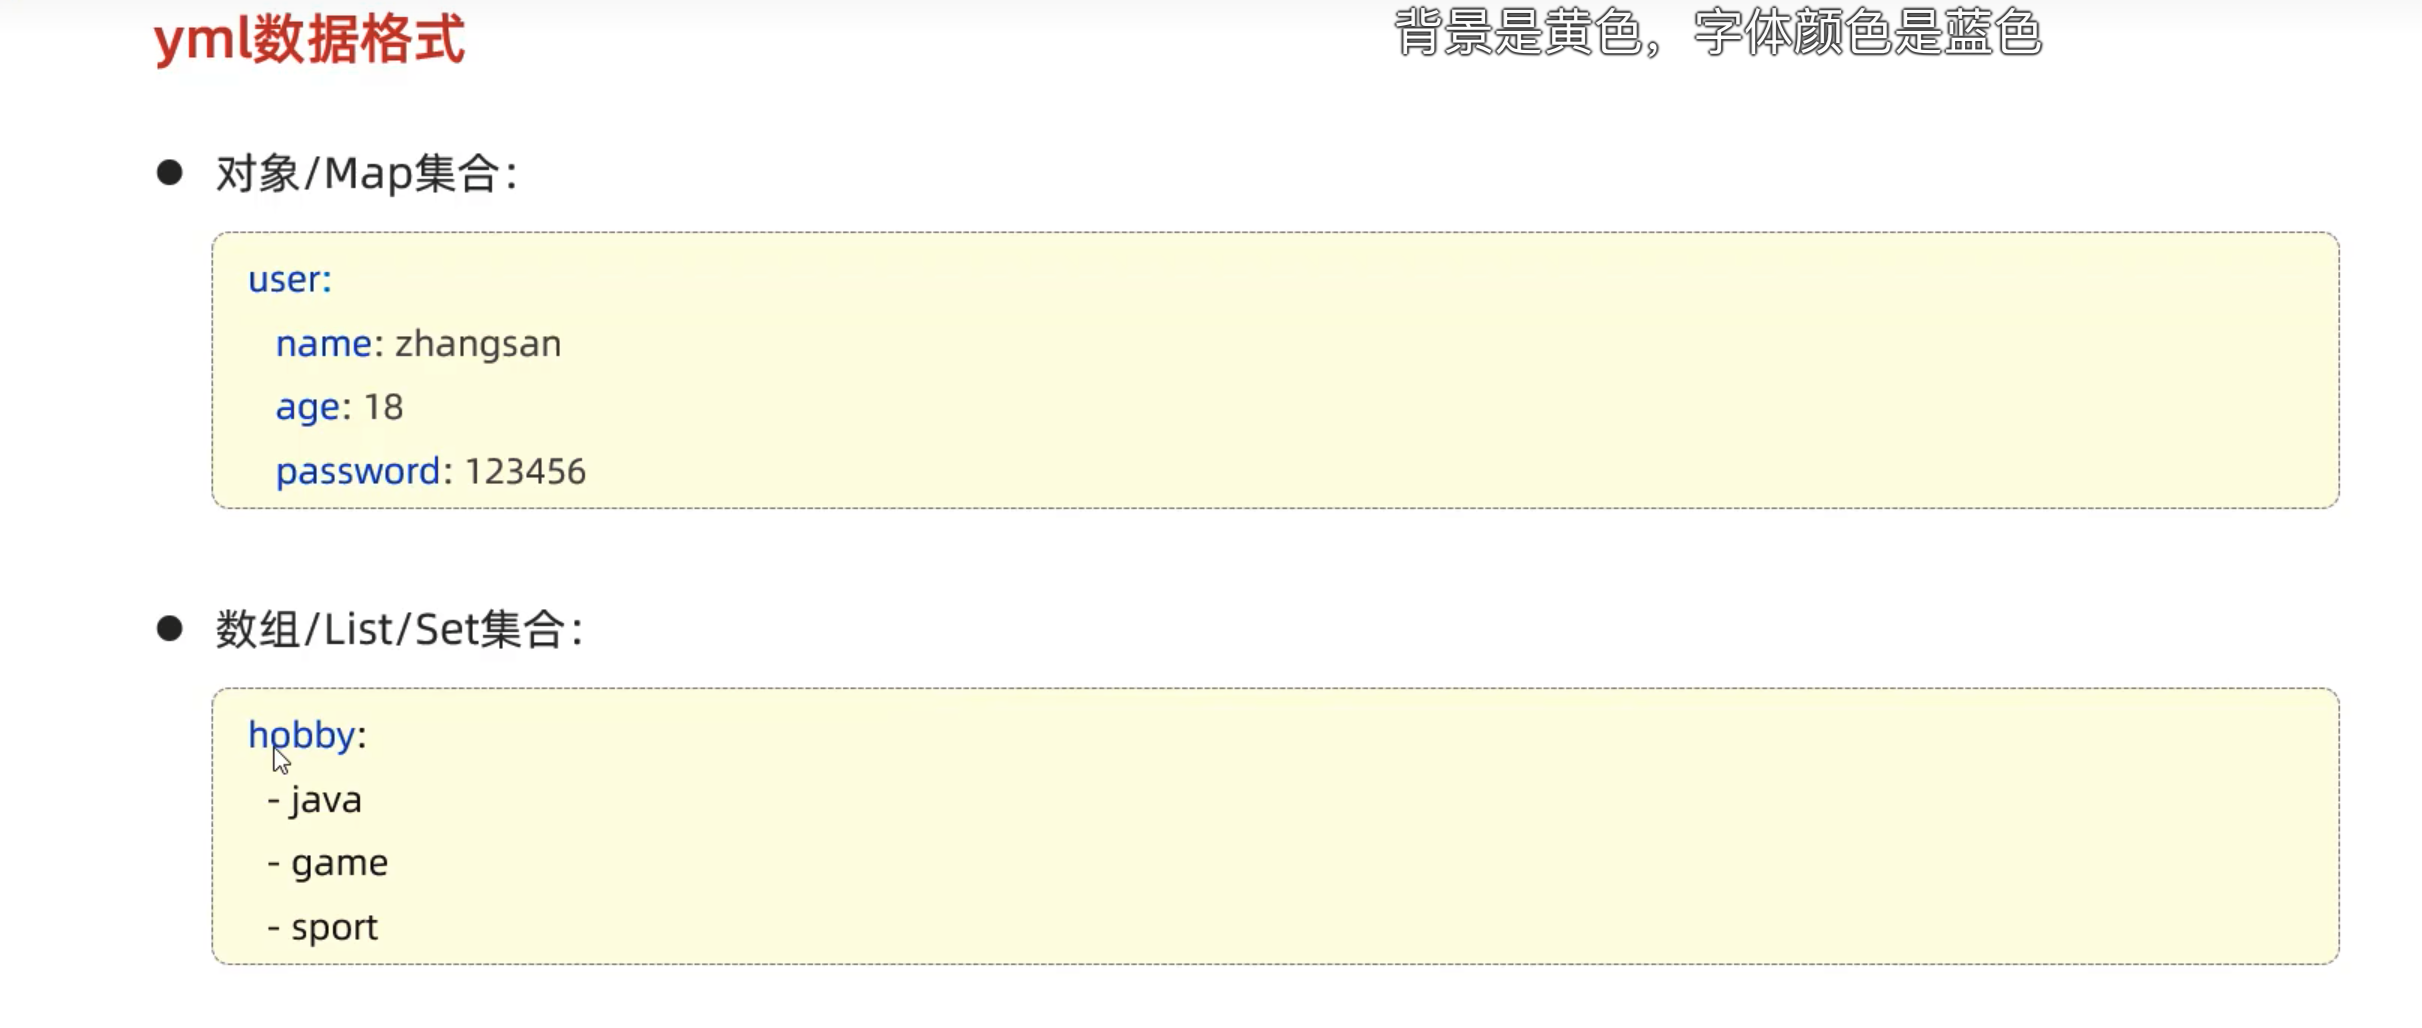 yml数据格式
背景是黄色，字体颜色是蓝色
● 对象/Map集合：
user:
name: zhangsan
age: 18
password: 123456
● 数组/List/Set集合：
hobby:
- java
- game
- sport